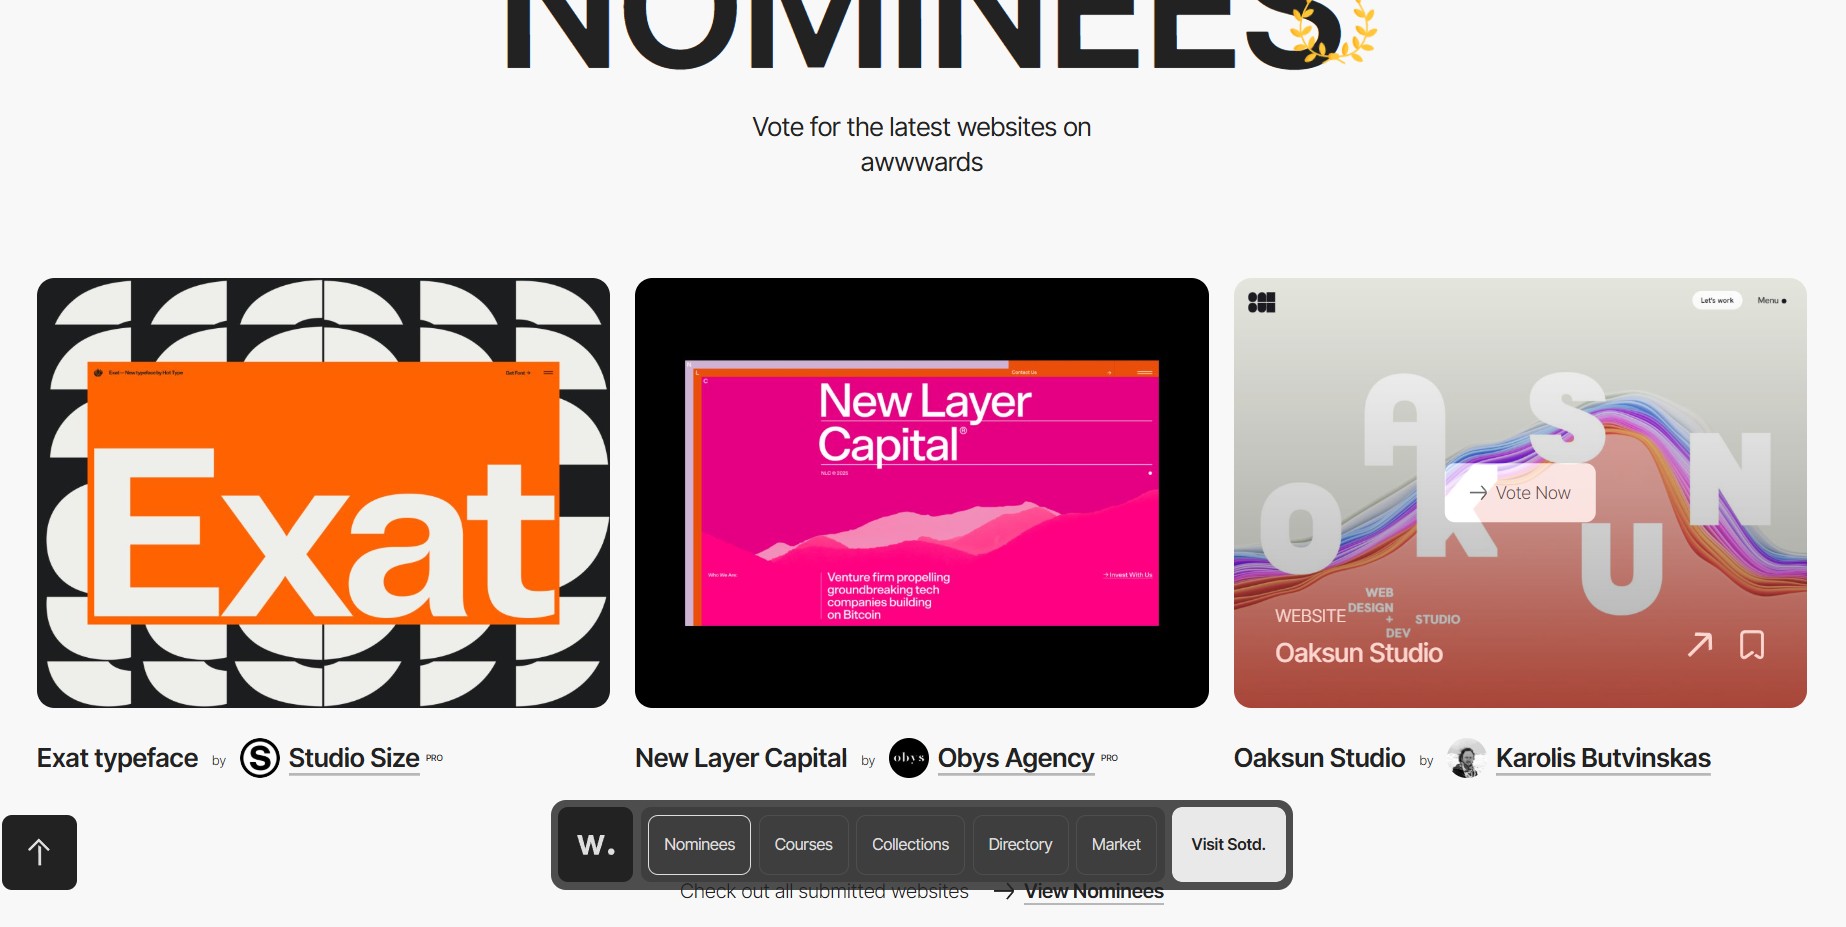 NOMINEES
Vote for the latest websites on
awwwards
Exat — New typeface by Hot Type
Get Font
Exat
N
L
C
Contact Us
New Layer
Capital®
NLC © 2025
Who We Are
Venture firm propelling
groundbreaking tech
companies building
on Bitcoin
Invest With Us
Let's work
Menu
OAKSUN
→ Vote Now
WEB
DESIGN
+
DEV
STUDIO
WEBSITE
Oaksun Studio
Exat typeface by S Studio Size PRO
New Layer Capital by obys Obys Agency PRO
Oaksun Studio by Karolis Butvinskas
w. Nominees Courses Collections Directory Market Visit Sotd.
Check out all submitted websites → View Nominees